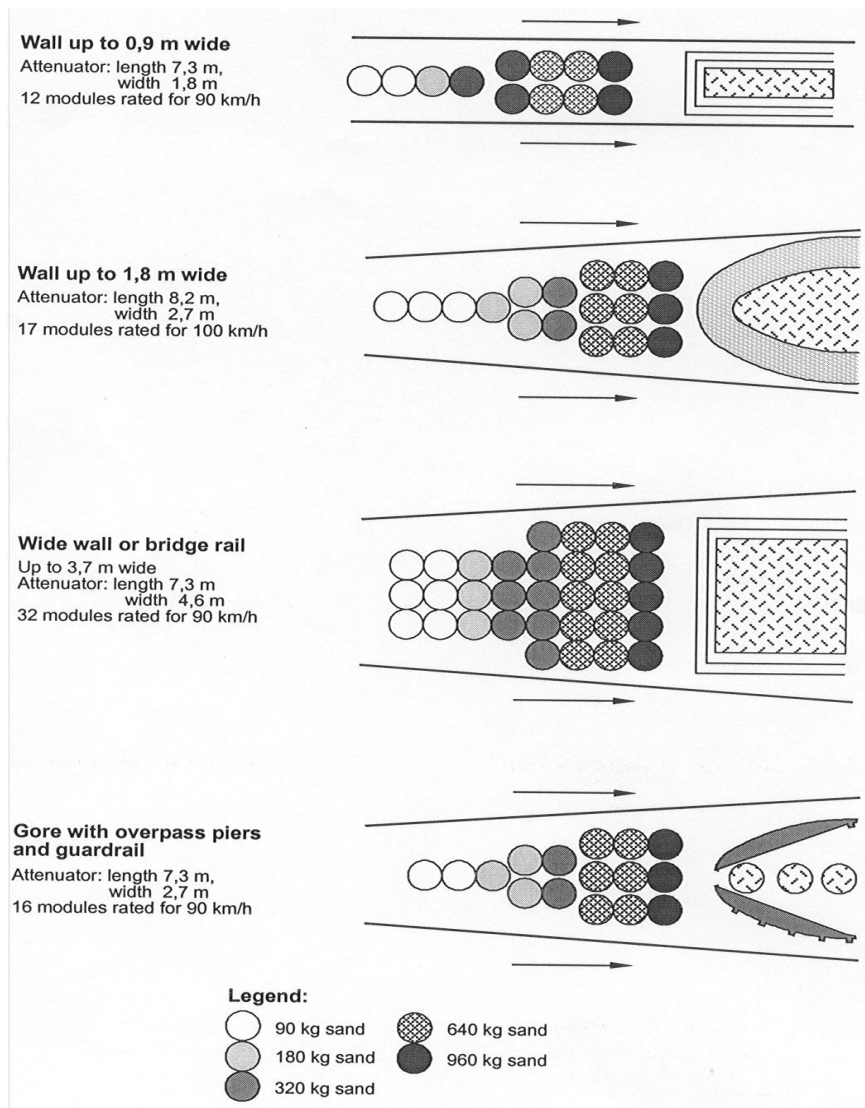 Wall up to 0,9 m wide
Attenuator: length 7,3 m,
width 1,8 m
12 modules rated for 90 km/h
Wall up to 1,8 m wide
Attenuator: length 8,2 m,
width 2,7 m
17 modules rated for 100 km/h
Wide wall or bridge rail
Up to 3,7 m wide
Attenuator: length 7,3 m
width 4,6 m
32 modules rated for 90 km/h
Gore with overpass piers
and guardrail
Attenuator: length 7,3 m,
width 2,7 m
16 modules rated for 90 km/h
Legend:
90 kg sand
180 kg sand
320 kg sand
640 kg sand
960 kg sand